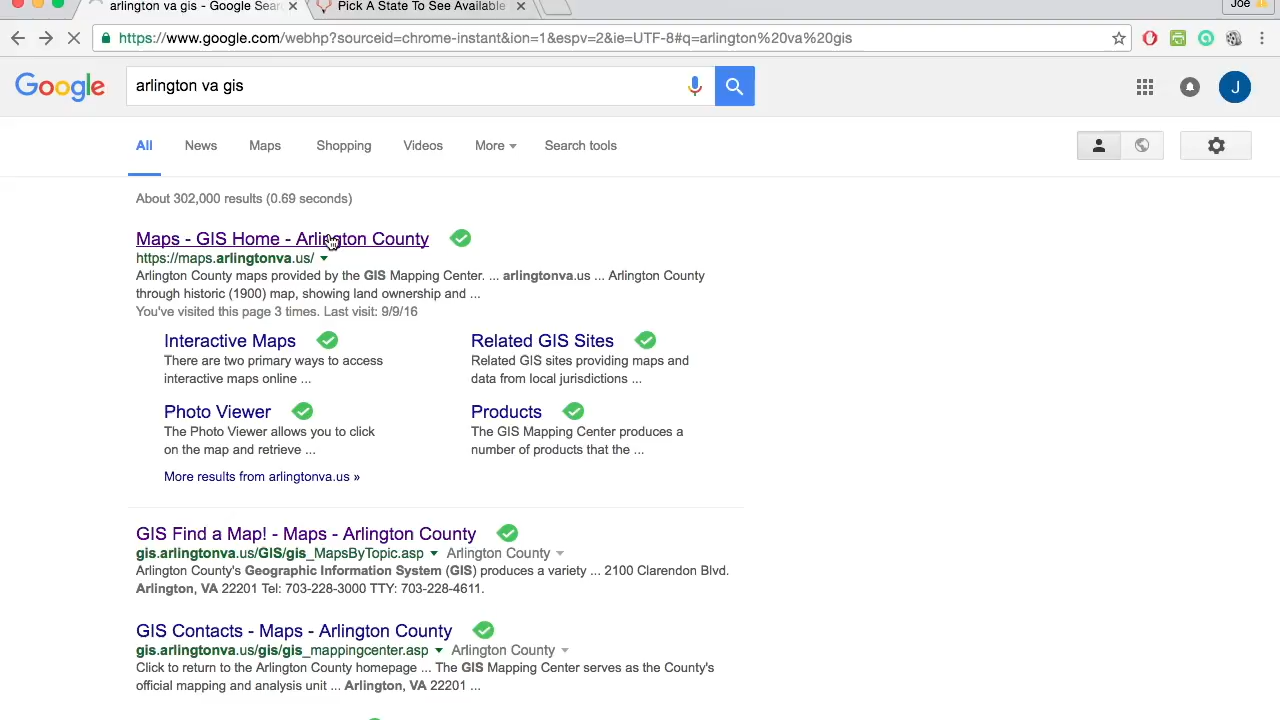 arlington va gis - Google Sear
Pick A State To See Available
Joe
https://www.google.com/webhp?sourceid=chrome-instant&ion=1&espv=2&ie=UTF-8#q=arlington%20va%20gis
Google
arlington va gis
J
All News Maps Shopping Videos More Search tools
About 302,000 results (0.69 seconds)
Maps - GIS Home - Arlington County
https://maps.arlingtonva.us/
Arlington County maps provided by the GIS Mapping Center. ... arlingtonva.us ... Arlington County
through historic (1900) map, showing land ownership and ...
You've visited this page 3 times. Last visit: 9/9/16
Interactive Maps
There are two primary ways to access
interactive maps online ...
Related GIS Sites
Related GIS sites providing maps and
data from local jurisdictions ...
Photo Viewer
The Photo Viewer allows you to click
on the map and retrieve ...
Products
The GIS Mapping Center produces a
number of products that the ...
More results from arlingtonva.us »
GIS Find a Map! - Maps - Arlington County
gis.arlingtonva.us/GIS/gis_MapsByTopic.asp Arlington County
Arlington County's Geographic Information System (GIS) produces a variety ... 2100 Clarendon Blvd.
Arlington, VA 22201 Tel: 703-228-3000 TTY: 703-228-4611.
GIS Contacts - Maps - Arlington County
gis.arlingtonva.us/gis/gis_mappingcenter.asp Arlington County
Click to return to the Arlington County homepage ... The GIS Mapping Center serves as the County's
official mapping and analysis unit ... Arlington, VA 22201 ...